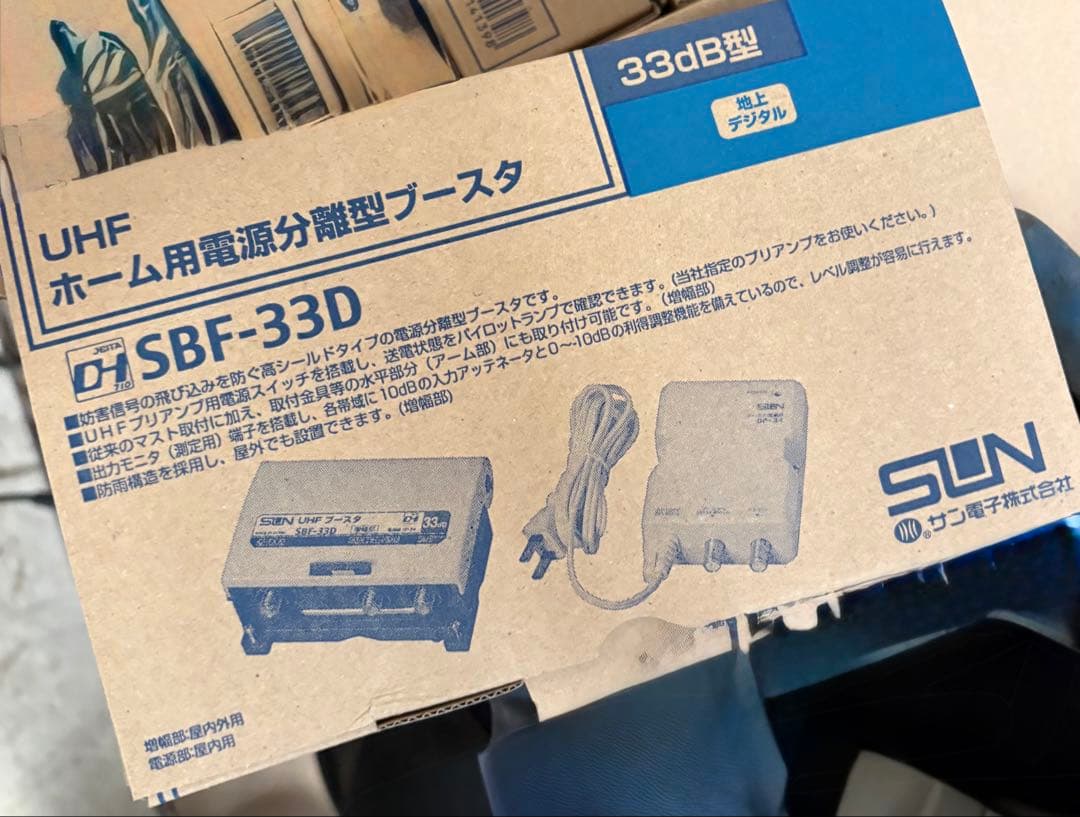 141396
33dB型
地上
デジタル
UHF
ホーム用電源分離型ブースタ
JEITA
DH
710
SBF-33D
■妨害信号の飛び込みを防ぐ高シールドタイプの電源分離型ブースタです。
■UHFプリアンプ用電源スイッチを搭載し、送電状態をパイロットランプで確認できます。(当社指定のプリアンプをお使いください。)
■従来のマスト取付に加え、取付金具等の水平部分（アーム部）にも取り付け可能です。(増幅部)
■出力モニタ（測定用）端子を搭載し、各帯域に10dBの入力アッテネータと0〜-10dBの利得調整機能を備えているので、レベル調整が容易に行えます。
■防雨構造を採用し、屋外でも設置できます。(増幅部)
SUN UHF ブースタ
SBF-33D
33dB
SUN
サン電子株式会社
増幅部:屋内外用
電源部:屋内用